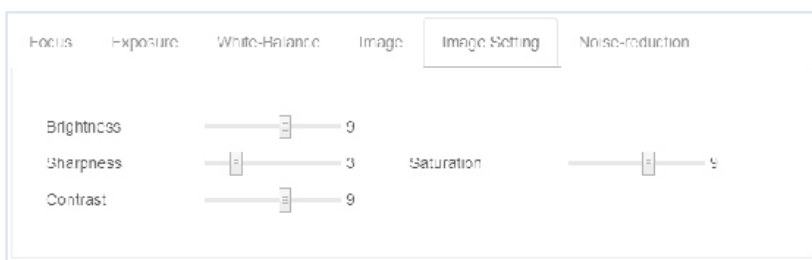 Focus Exposure White-Balance Image Image Setting Noise-reduction
Brightness 9
Sharpness 3 Saturation 9
Contrast 9